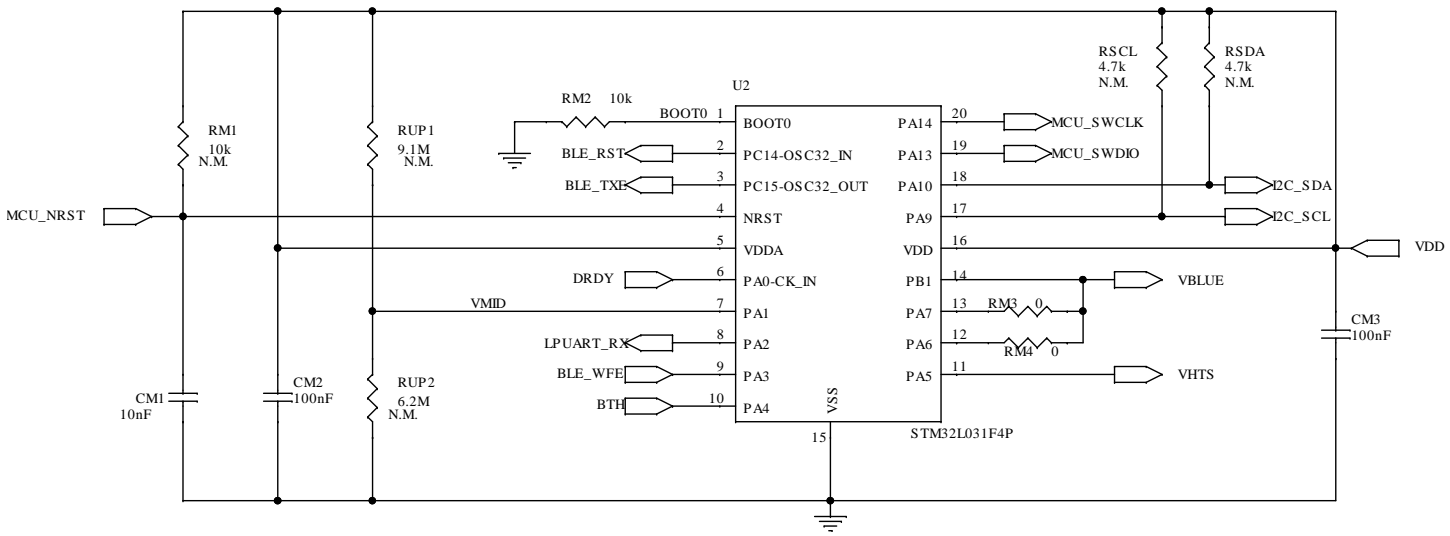 RSCL
4.7k
N.M.
RSDA
4.7k
N.M.
U2
RM2 10k
BOOT0 1 BOOT0
PA14 20 MCU_SWCLK
RM1
10k
N.M.
RUP1
9.1M
N.M.
BLE_RST 2 PC14-OSC32_IN
PA13 19 MCU_SWDIO
BLE_TXE 3 PC15-OSC32_OUT
PA10 18 I2C_SDA
MCU_NRST 4 NRST
PA9 17 I2C_SCL
5 VDDA
VDD 16 VDD
DRDY 6 PA0-CK_IN
PB1 14 VBLUE
VMID 7 PA1
PA7 13 RM3 0
LPUART_RX 8 PA2
PA6 12 RM4 0
CM3
100nF
BLE_WFE 9 PA3
PA5 11 VHTS
BTH 10 PA4
CM1
10nF
CM2
100nF
RUP2
6.2M
N.M.
VSS
15
STM32L031F4P